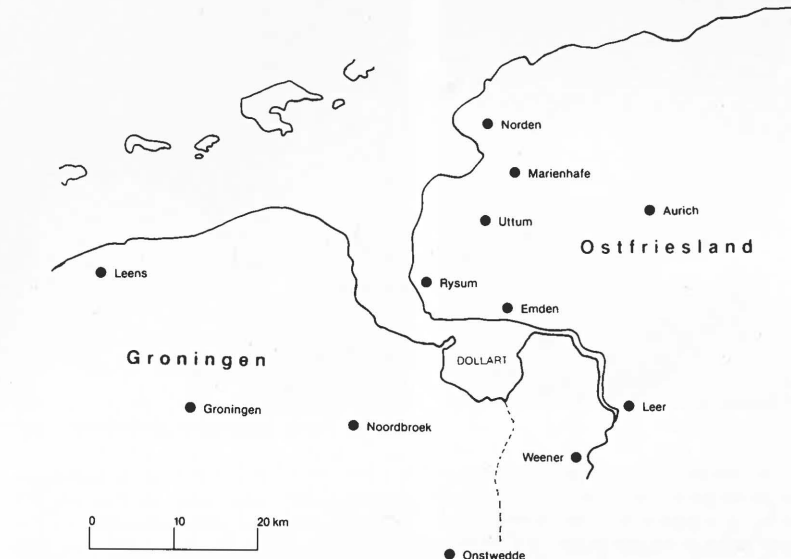 Norden
Marienhafe
Aurich
Uttum
Ostfriesland
Leens
Rysum
Emden
Groningen
DOLLART
Groningen
Leer
Noordbroek
Weener
0 10 20 km
Onstwedde